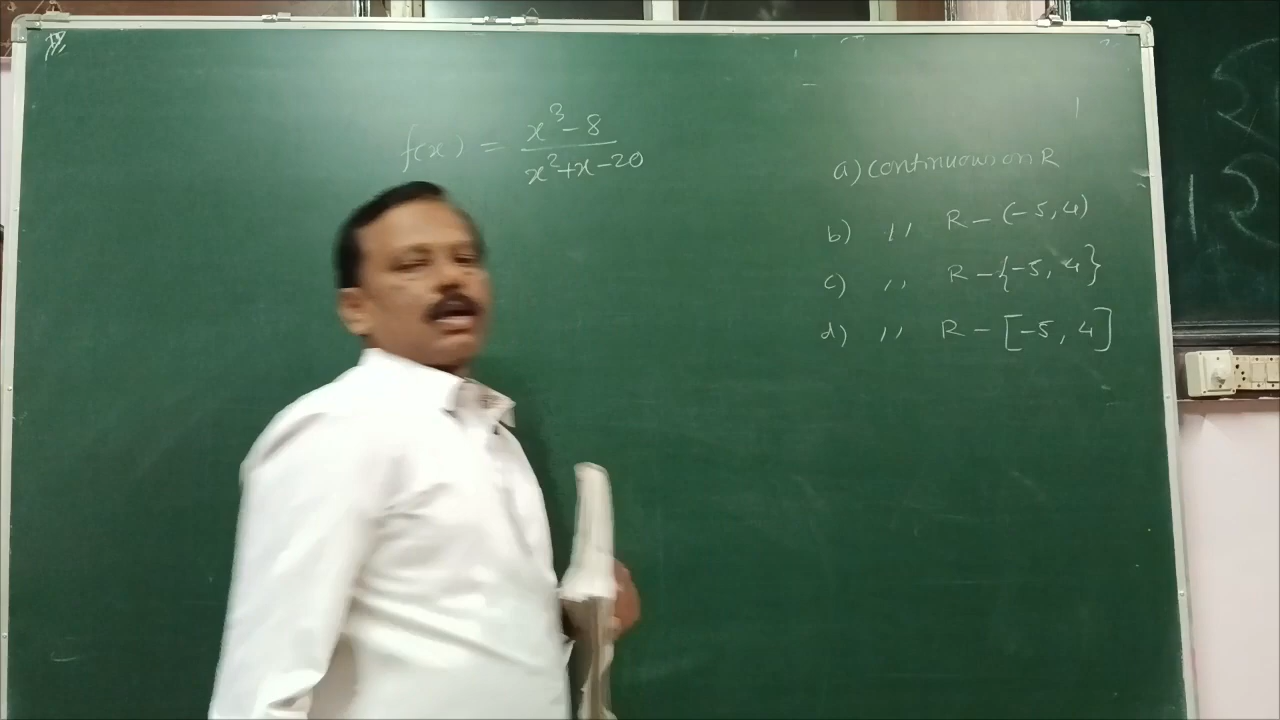 f(x) = x³-8 / x²+x-20
a) continuous on R
b) ,, R - (-5, 4)
c) ,, R - {-5, 4}
d) ,, R - [-5, 4]